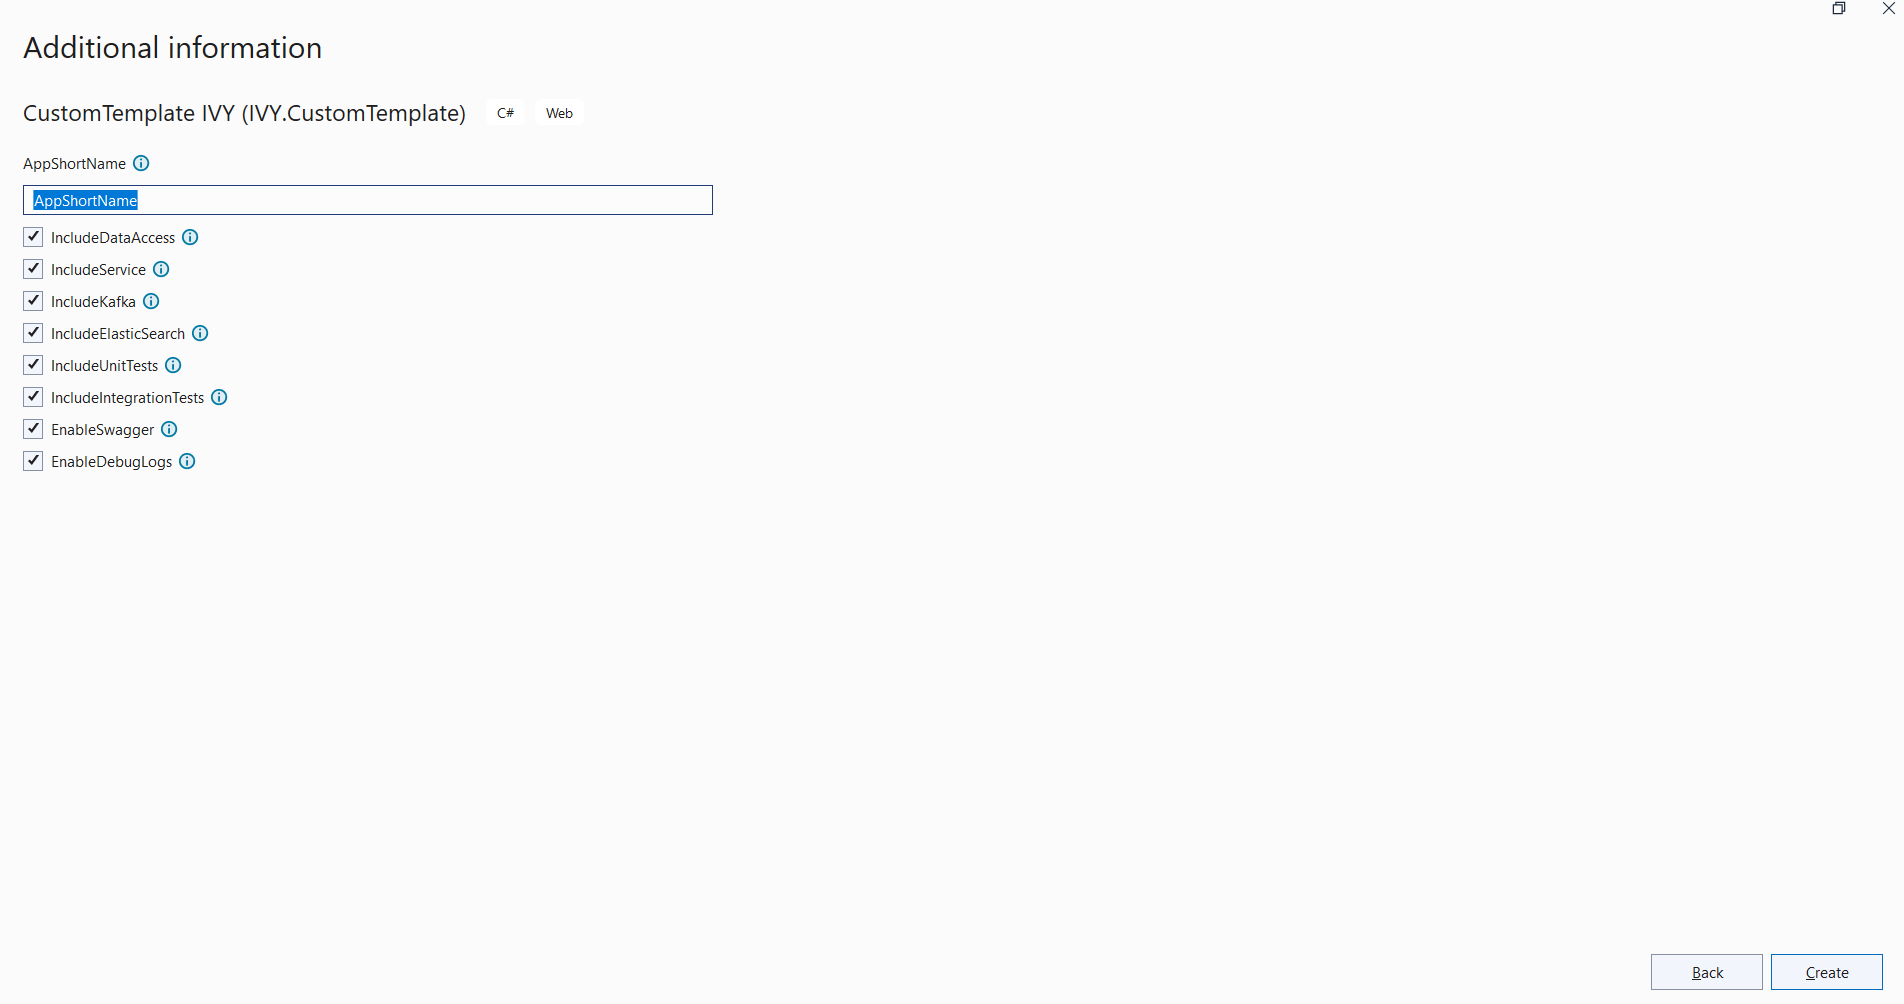 Additional information
CustomTemplate IVY (IVY.CustomTemplate) C# Web
AppShortName
AppShortName
IncludeDataAccess
IncludeService
IncludeKafka
IncludeElasticSearch
IncludeUnitTests
IncludeIntegrationTests
EnableSwagger
EnableDebugLogs
Back Create